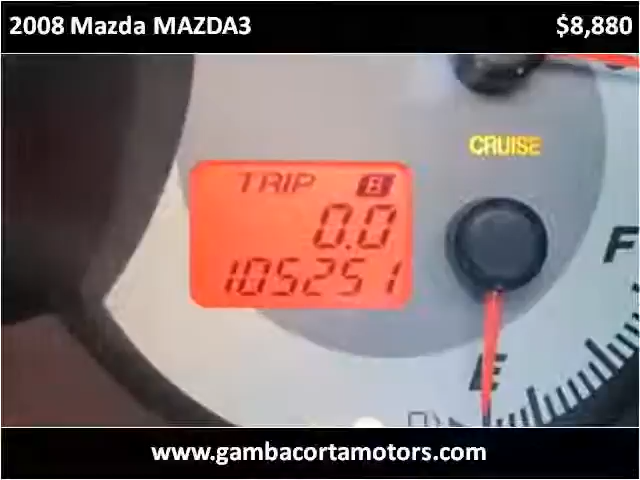 2008 Mazda MAZDA3 $8,880
CRUISE
TRIP B
0.0
105251
F
E
www.gambacortamotors.com